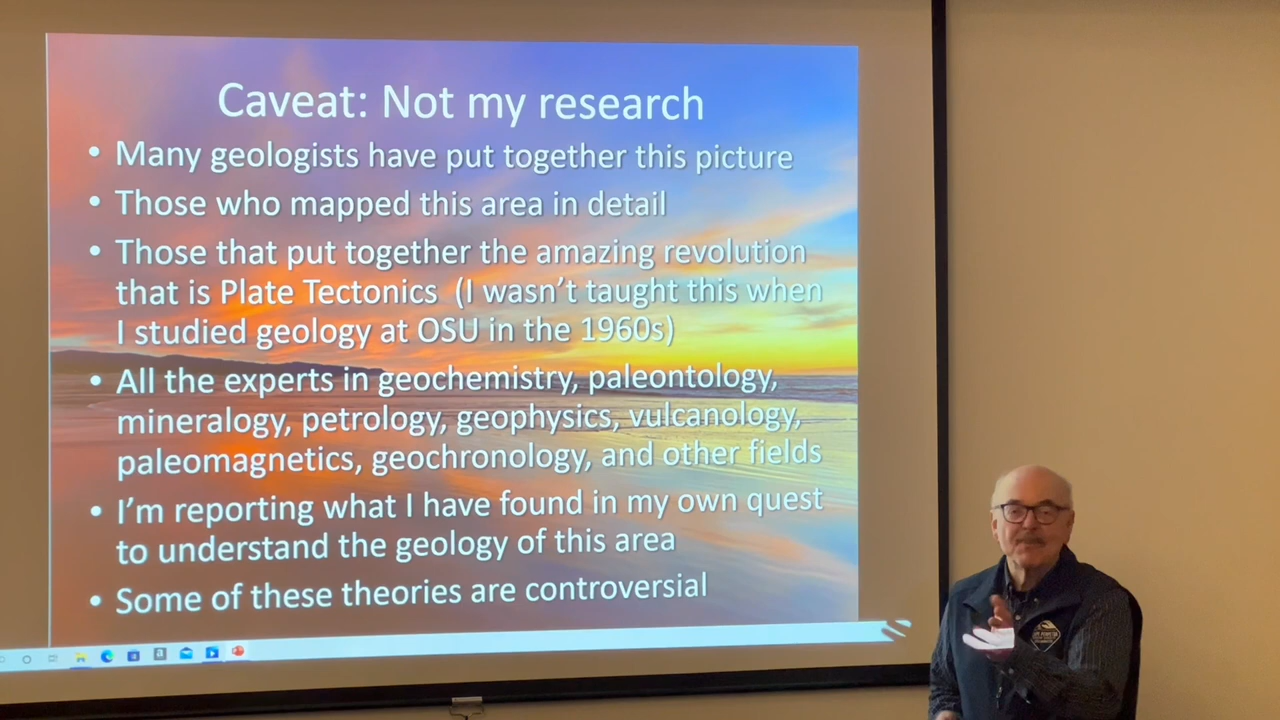 Caveat: Not my research
• Many geologists have put together this picture
• Those who mapped this area in detail
• Those that put together the amazing revolution
that is Plate Tectonics (I wasn't taught this when
I studied geology at OSU in the 1960s)
• All the experts in geochemistry, paleontology,
mineralogy, petrology, geophysics, vulcanology,
paleomagnetics, geochronology, and other fields
• I'm reporting what I have found in my own quest
to understand the geology of this area
• Some of these theories are controversial